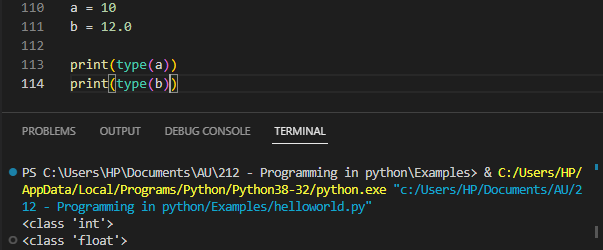 110 a = 10
111 b = 12.0
112
113 print(type(a))
114 print(type(b))
PROBLEMS OUTPUT DEBUG CONSOLE TERMINAL
PS C:\Users\HP\Documents\AU\212 - Programming in python\Examples> & C:/Users/HP/
AppData/Local/Programs/Python/Python38-32/python.exe "c:/Users/HP/Documents/AU/2
12 - Programming in python/Examples/helloworld.py"
<class 'int'>
<class 'float'>